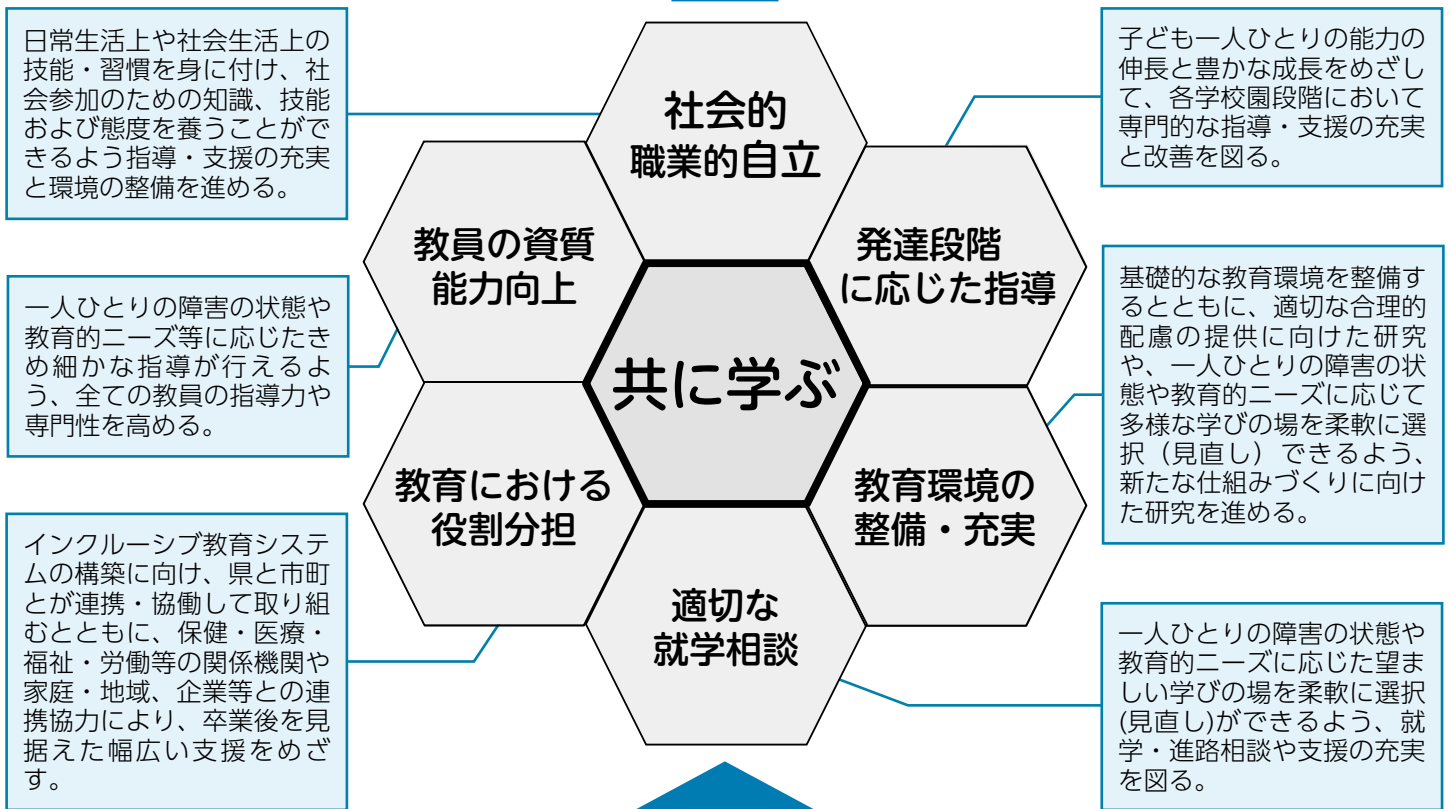 日常生活上や社会生活上の
技能・習慣を身に付け、社
会参加のための知識、技能
および態度を養うことがで
きるよう指導・支援の充実
と環境の整備を進める。
社会的
職業的自立
子ども一人ひとりの能力の
伸長と豊かな成長をめざし
て、各学校園段階において
専門的な指導・支援の充実
と改善を図る。
教員の資質
能力向上
発達段階
に応じた指導
一人ひとりの障害の状態や
教育的ニーズ等に応じたき
め細かな指導が行えるよ
う、全ての教員の指導力や
専門性を高める。
共に学ぶ
基礎的な教育環境を整備す
るとともに、適切な合理的
配慮の提供に向けた研究
や、一人ひとりの障害の状
態や教育的ニーズに応じて
多様な学びの場を柔軟に選
択（見直し）できるよう、
新たな仕組みづくりに向け
た研究を進める。
教育における
役割分担
教育環境の
整備・充実
インクルーシブ教育システ
ムの構築に向け、県と市町
とが連携・協働して取り組
むとともに、保健・医療・
福祉・労働等の関係機関や
家庭・地域、企業等との連
携協力により、卒業後を見
据えた幅広い支援をめざ
す。
適切な
就学相談
一人ひとりの障害の状態や
教育的ニーズに応じた望ま
しい学びの場を柔軟に選択
(見直し)ができるよう、就
学・進路相談や支援の充実
を図る。